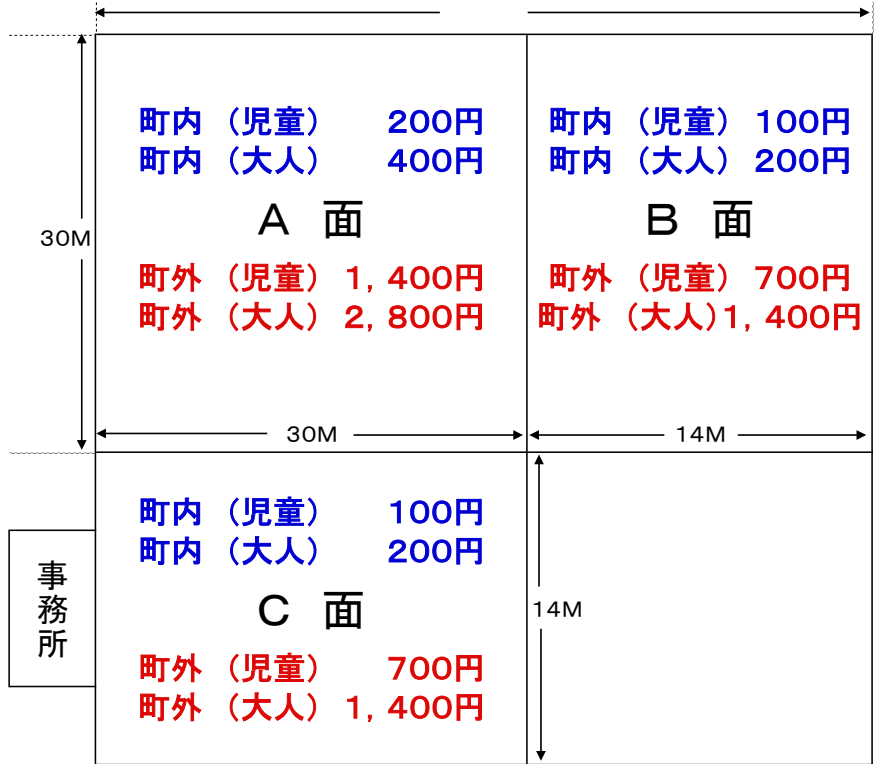 町内（児童）　　200円
町内（大人）　　400円
A 面
町外（児童）1,400円
町外（大人）2,800円
町内（児童）100円
町内（大人）200円
B 面
町外（児童）700円
町外（大人）1,400円
30M
30M
14M
町内（児童）　　100円
町内（大人）　　200円
C 面
町外（児童）　　700円
町外（大人）1,400円
事務所
14M